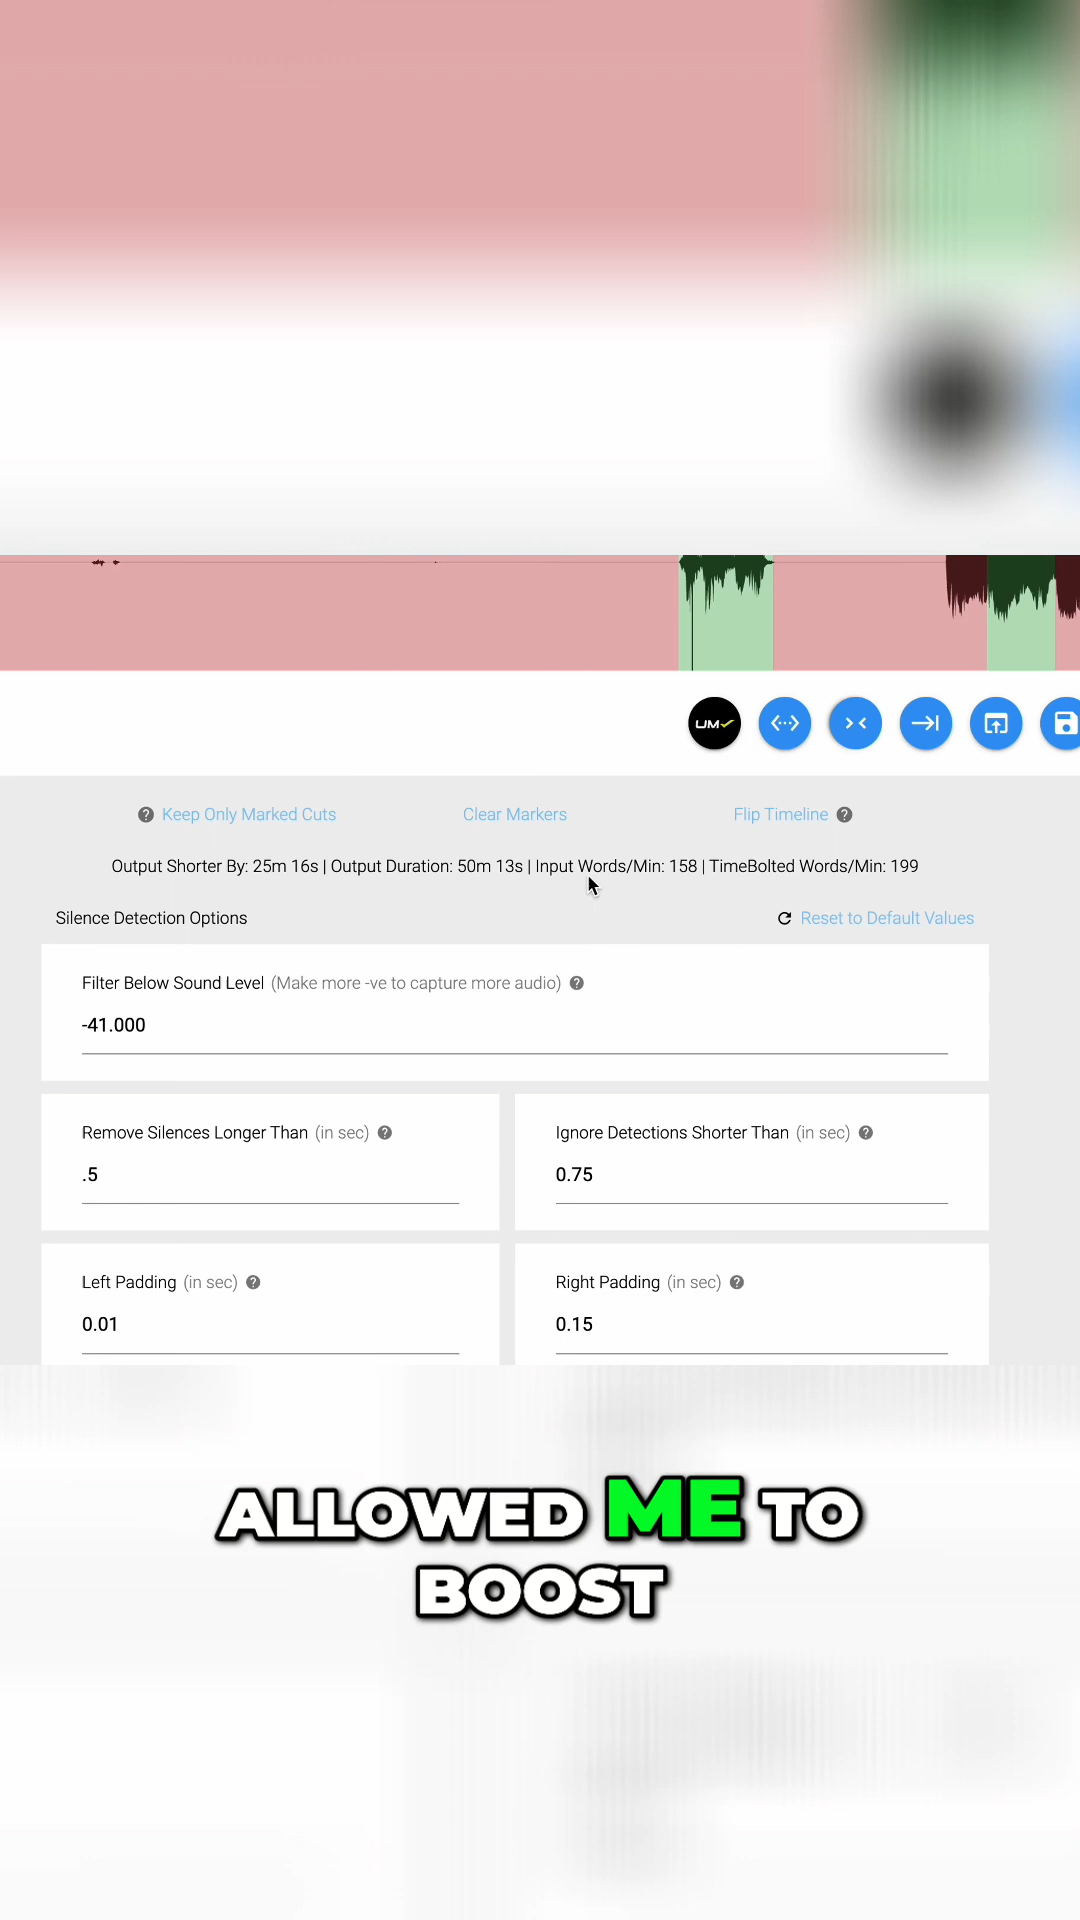 UM
Keep Only Marked Cuts
Clear Markers
Flip Timeline
Output Shorter By: 25m 16s | Output Duration: 50m 13s | Input Words/Min: 158 | TimeBolted Words/Min: 199
Silence Detection Options
Reset to Default Values
Filter Below Sound Level (Make more -ve to capture more audio)
-41.000
Remove Silences Longer Than (in sec)
.5
Ignore Detections Shorter Than (in sec)
0.75
Left Padding (in sec)
0.01
Right Padding (in sec)
0.15
ALLOWED ME TO
BOOST